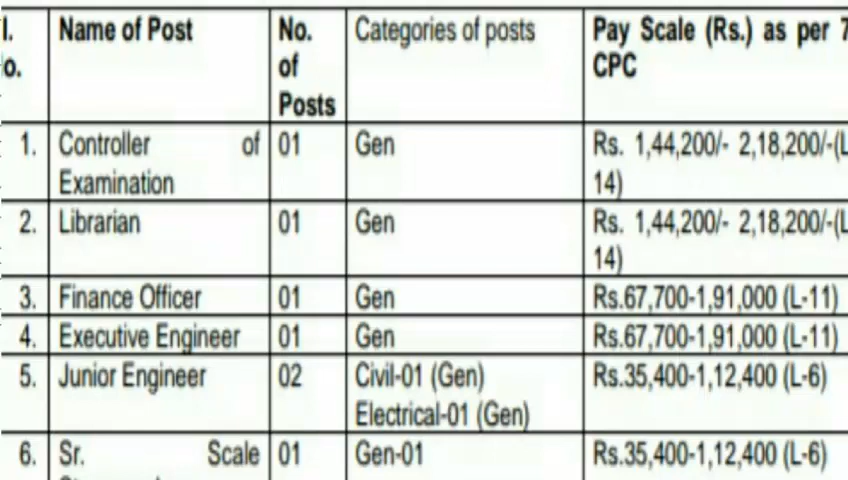 l. Name of Post No. Categories of posts Pay Scale (Rs.) as per 7
o. of CPC
Posts
1. Controller of 01 Gen Rs. 1,44,200/- 2,18,200/-(L
Examination 14)
2. Librarian 01 Gen Rs. 1,44,200/- 2,18,200/-(L
14)
3. Finance Officer 01 Gen Rs.67,700-1,91,000 (L-11)
4. Executive Engineer 01 Gen Rs.67,700-1,91,000 (L-11)
5. Junior Engineer 02 Civil-01 (Gen) Rs.35,400-1,12,400 (L-6)
Electrical-01 (Gen)
6. Sr. Scale 01 Gen-01 Rs.35,400-1,12,400 (L-6)